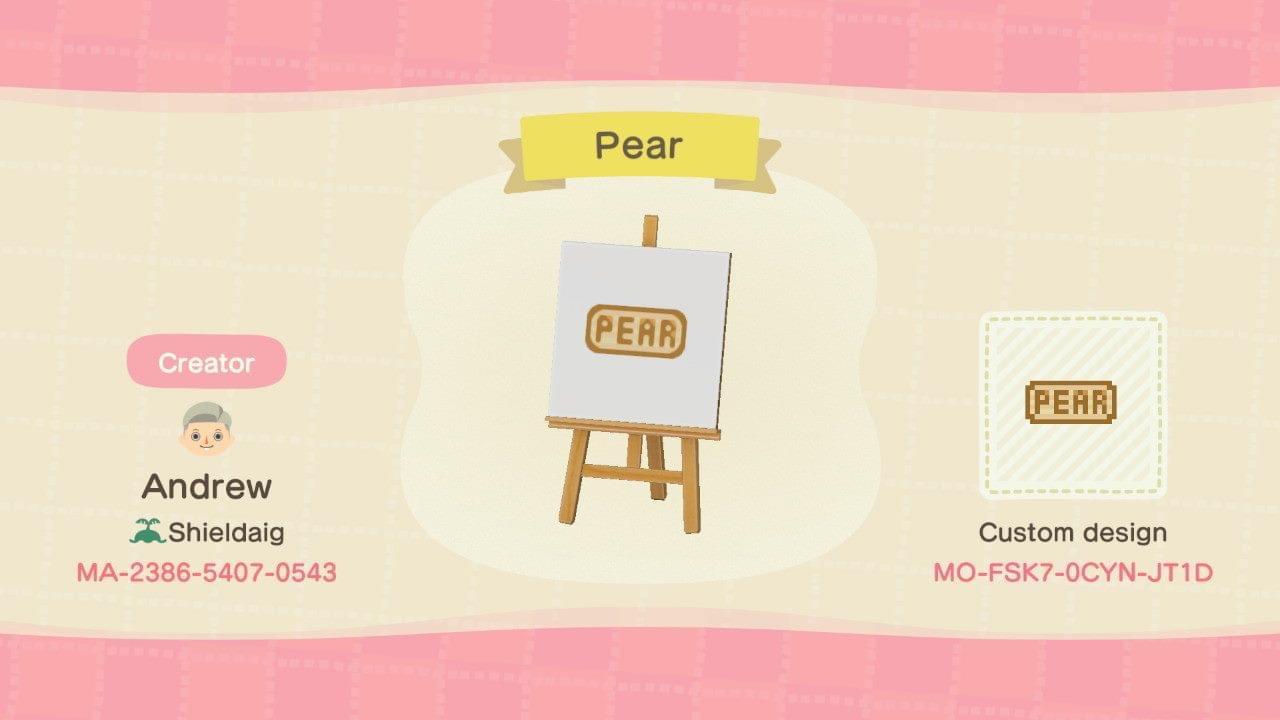 Pear
PEAR
Creator
Andrew
Shieldaig
MA-2386-5407-0543
PEAR
Custom design
MO-FSK7-0CYN-JT1D